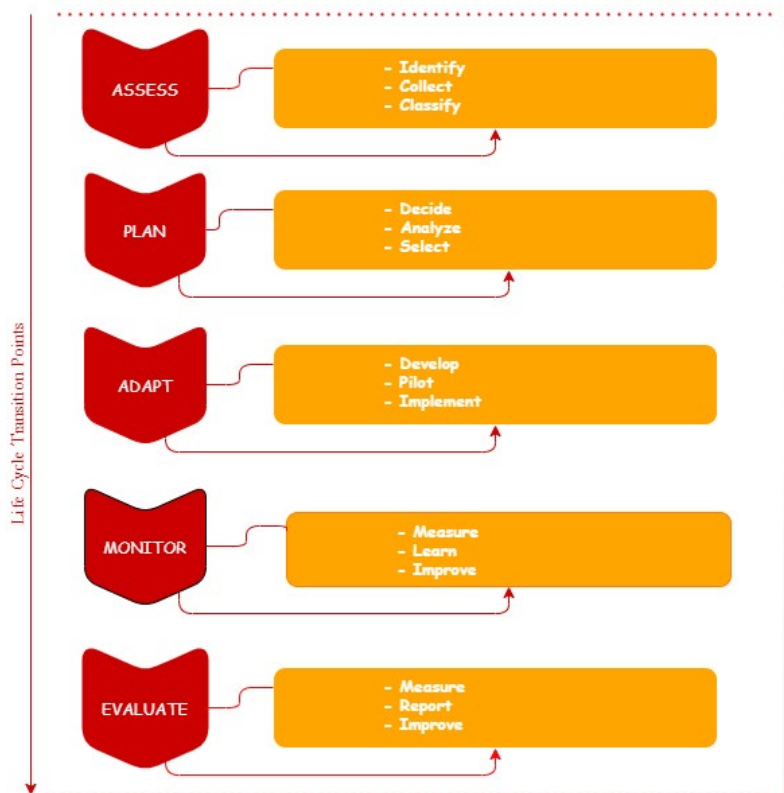 ASSESS
- Identify
- Collect
- Classify
PLAN
- Decide
- Analyze
- Select
ADAPT
- Develop
- Pilot
- Implement
MONITOR
- Measure
- Learn
- Improve
EVALUATE
- Measure
- Report
- Improve
Life Cycle Transition Points